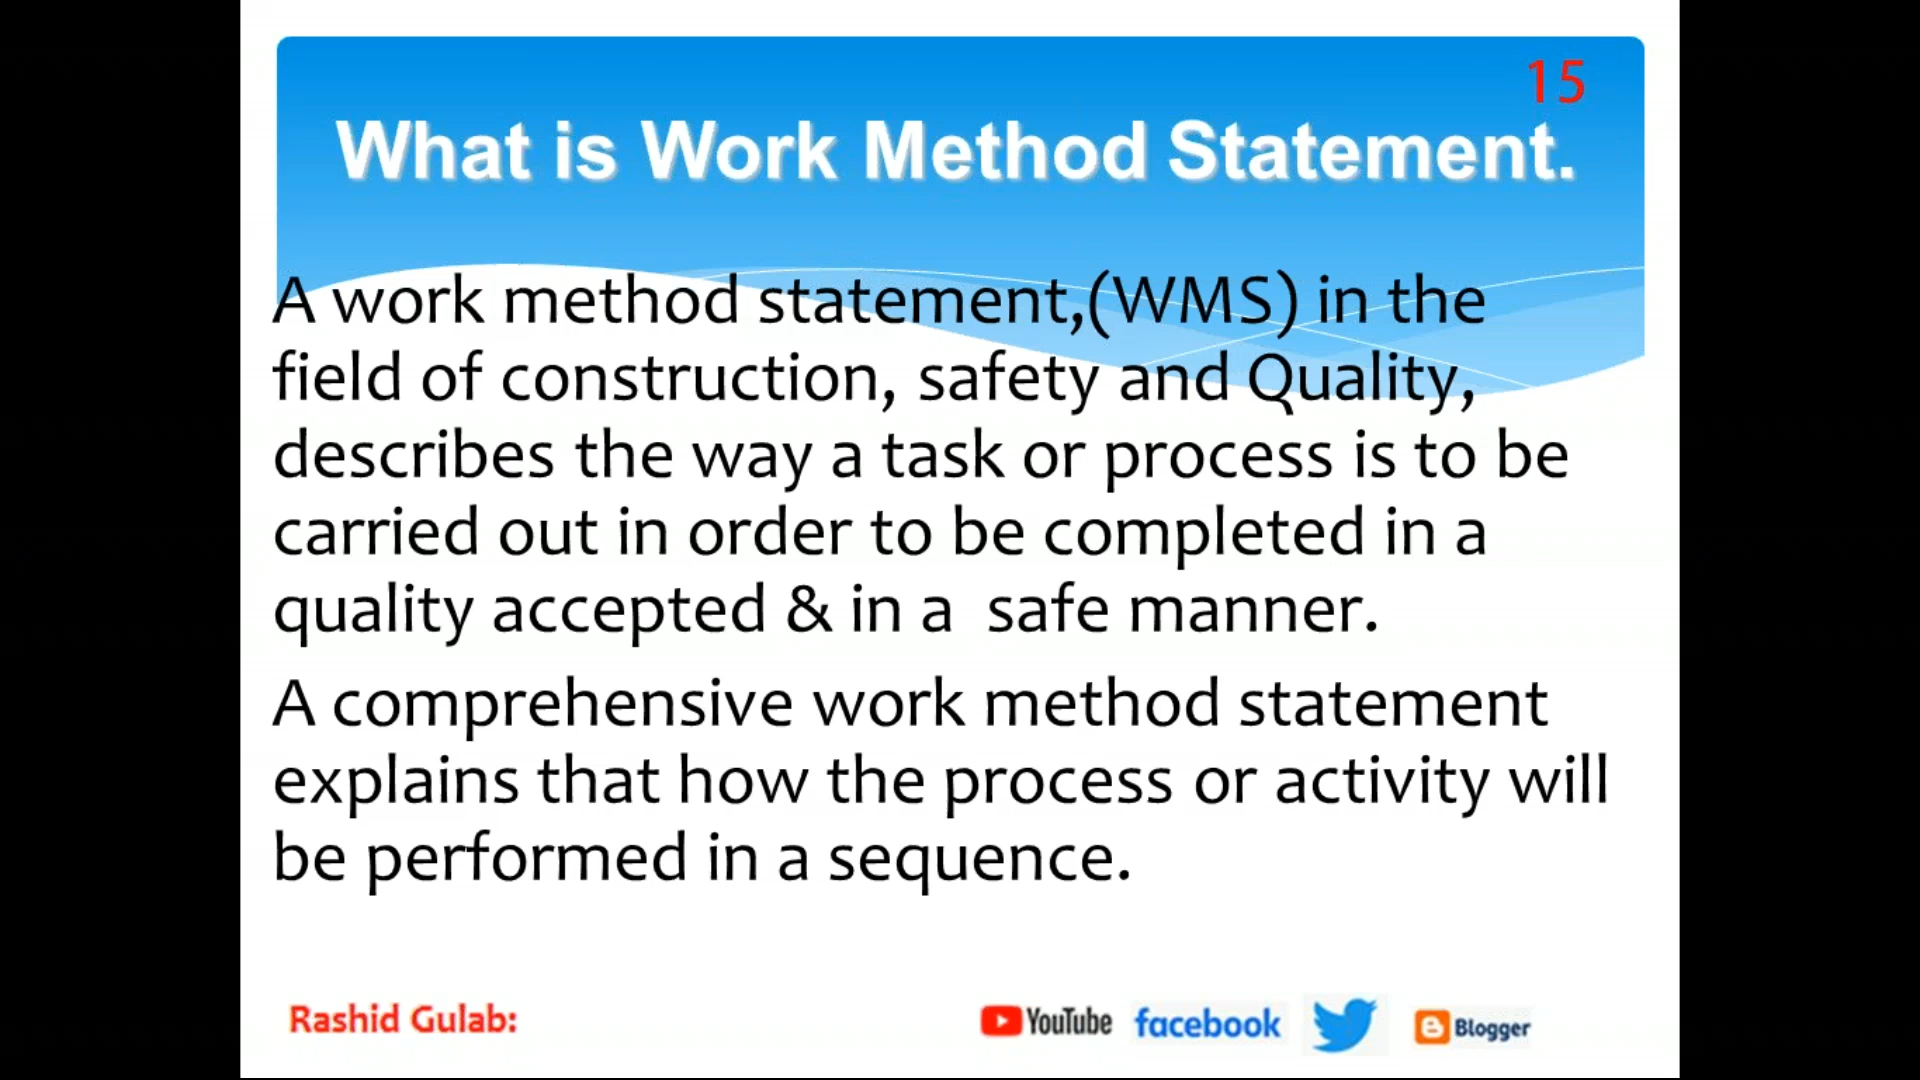 15
What is Work Method Statement.
A work method statement,(WMS) in the
field of construction, safety and Quality,
describes the way a task or process is to be
carried out in order to be completed in a
quality accepted & in a safe manner.
A comprehensive work method statement
explains that how the process or activity will
be performed in a sequence.
Rashid Gulab:
YouTube facebook Blogger